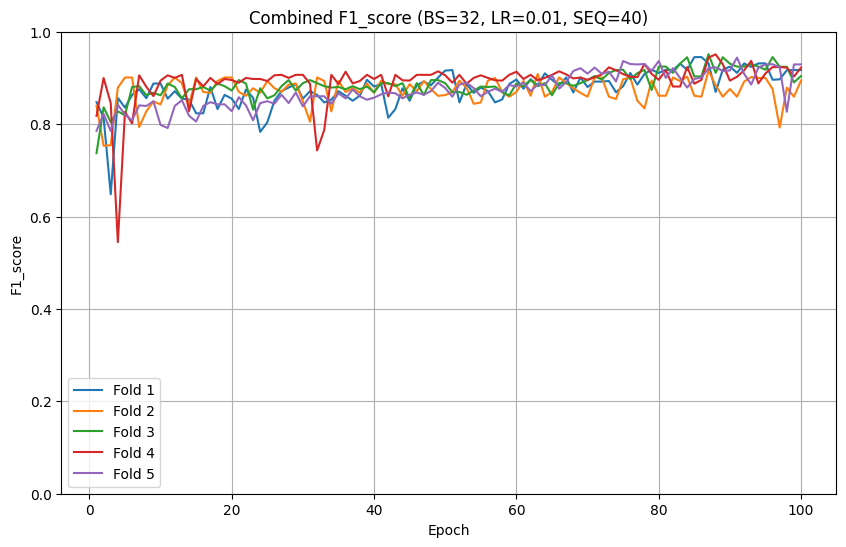 Combined F1_score (BS=32, LR=0.01, SEQ=40)
1.0
0.8
0.6
0.4
0.2
0.0
F1_score
Fold 1
Fold 2
Fold 3
Fold 4
Fold 5
0 20 40 60 80 100
Epoch